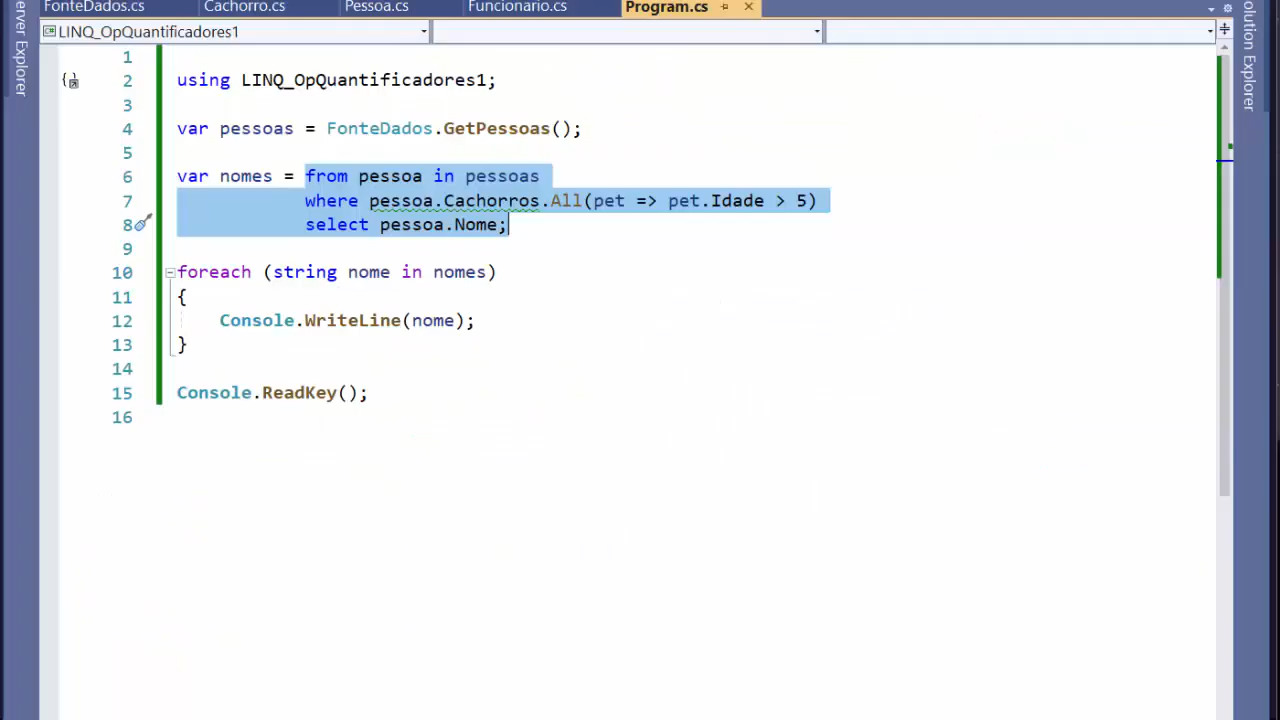 FonteDados.cs Cachorro.cs Pessoa.cs Funcionario.cs Program.cs
LINQ_OpQuantificadores1
erver Explorer
olution Explorer
1
2 using LINQ_OpQuantificadores1;
3
4 var pessoas = FonteDados.GetPessoas();
5
6 var nomes = from pessoa in pessoas
7 where pessoa.Cachorros.All(pet => pet.Idade > 5)
8 select pessoa.Nome;
9
10 foreach (string nome in nomes)
11 {
12 Console.WriteLine(nome);
13 }
14
15 Console.ReadKey();
16